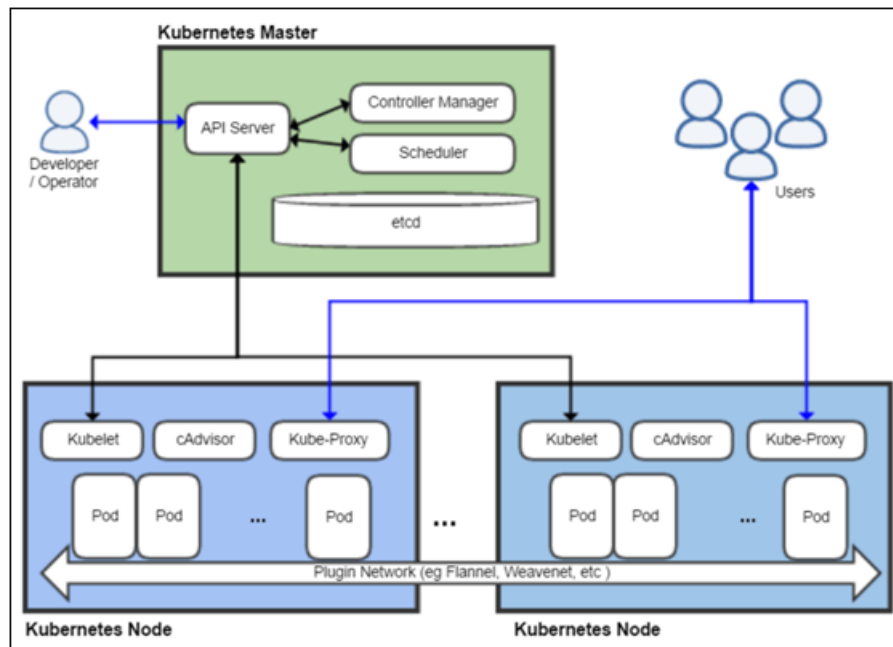 Kubernetes Master
API Server
Controller Manager
Scheduler
etcd
Developer
/ Operator
Users
Kubelet
cAdvisor
Kube-Proxy
Pod
Pod
...
Pod
...
Kubelet
cAdvisor
Kube-Proxy
Pod
Pod
...
Pod
Plugin Network (eg Flannel, Weavenet, etc )
Kubernetes Node
Kubernetes Node